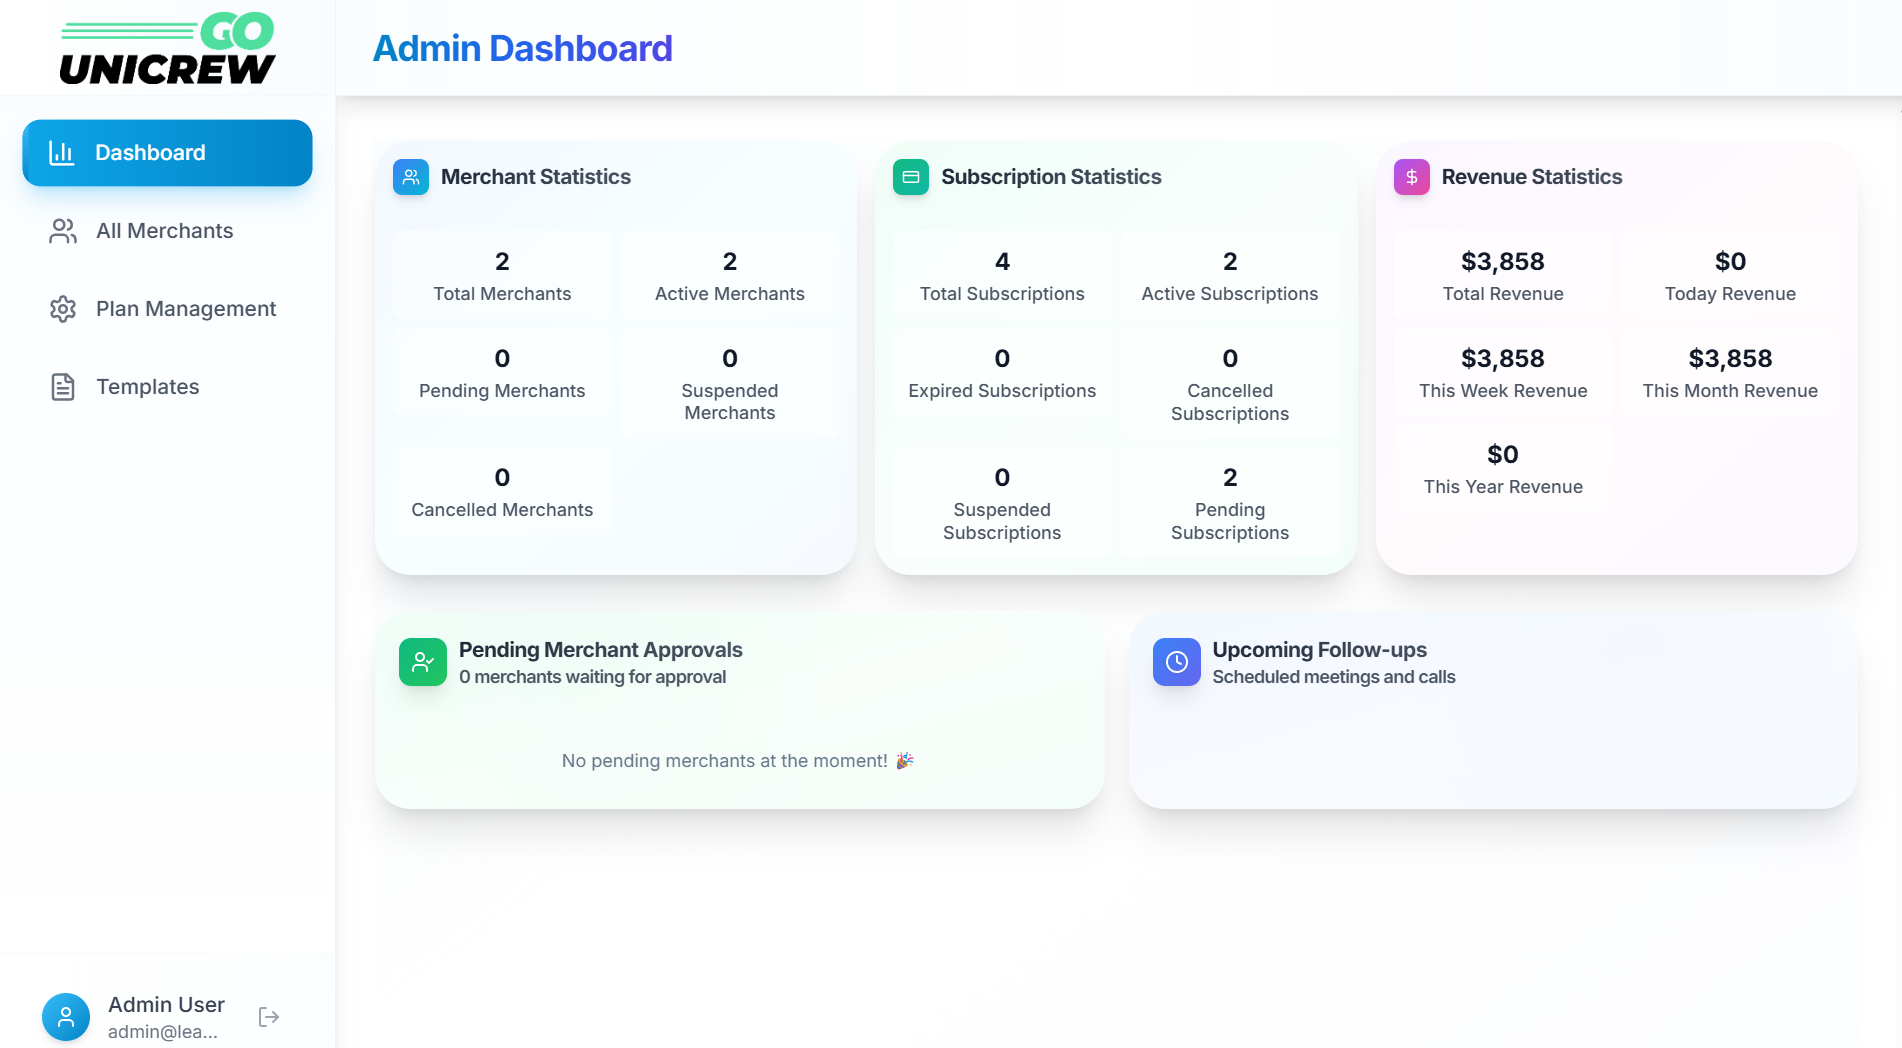 GO
UNICREW
Admin Dashboard
Dashboard
All Merchants
Plan Management
Templates
Merchant Statistics
2
Total Merchants
2
Active Merchants
0
Pending Merchants
0
Suspended
Merchants
0
Cancelled Merchants
Subscription Statistics
4
Total Subscriptions
2
Active Subscriptions
0
Expired Subscriptions
0
Cancelled
Subscriptions
0
Suspended
Subscriptions
2
Pending
Subscriptions
Revenue Statistics
$3,858
Total Revenue
$0
Today Revenue
$3,858
This Week Revenue
$3,858
This Month Revenue
$0
This Year Revenue
Pending Merchant Approvals
0 merchants waiting for approval
No pending merchants at the moment! 🎉
Upcoming Follow-ups
Scheduled meetings and calls
Admin User
admin@lea...